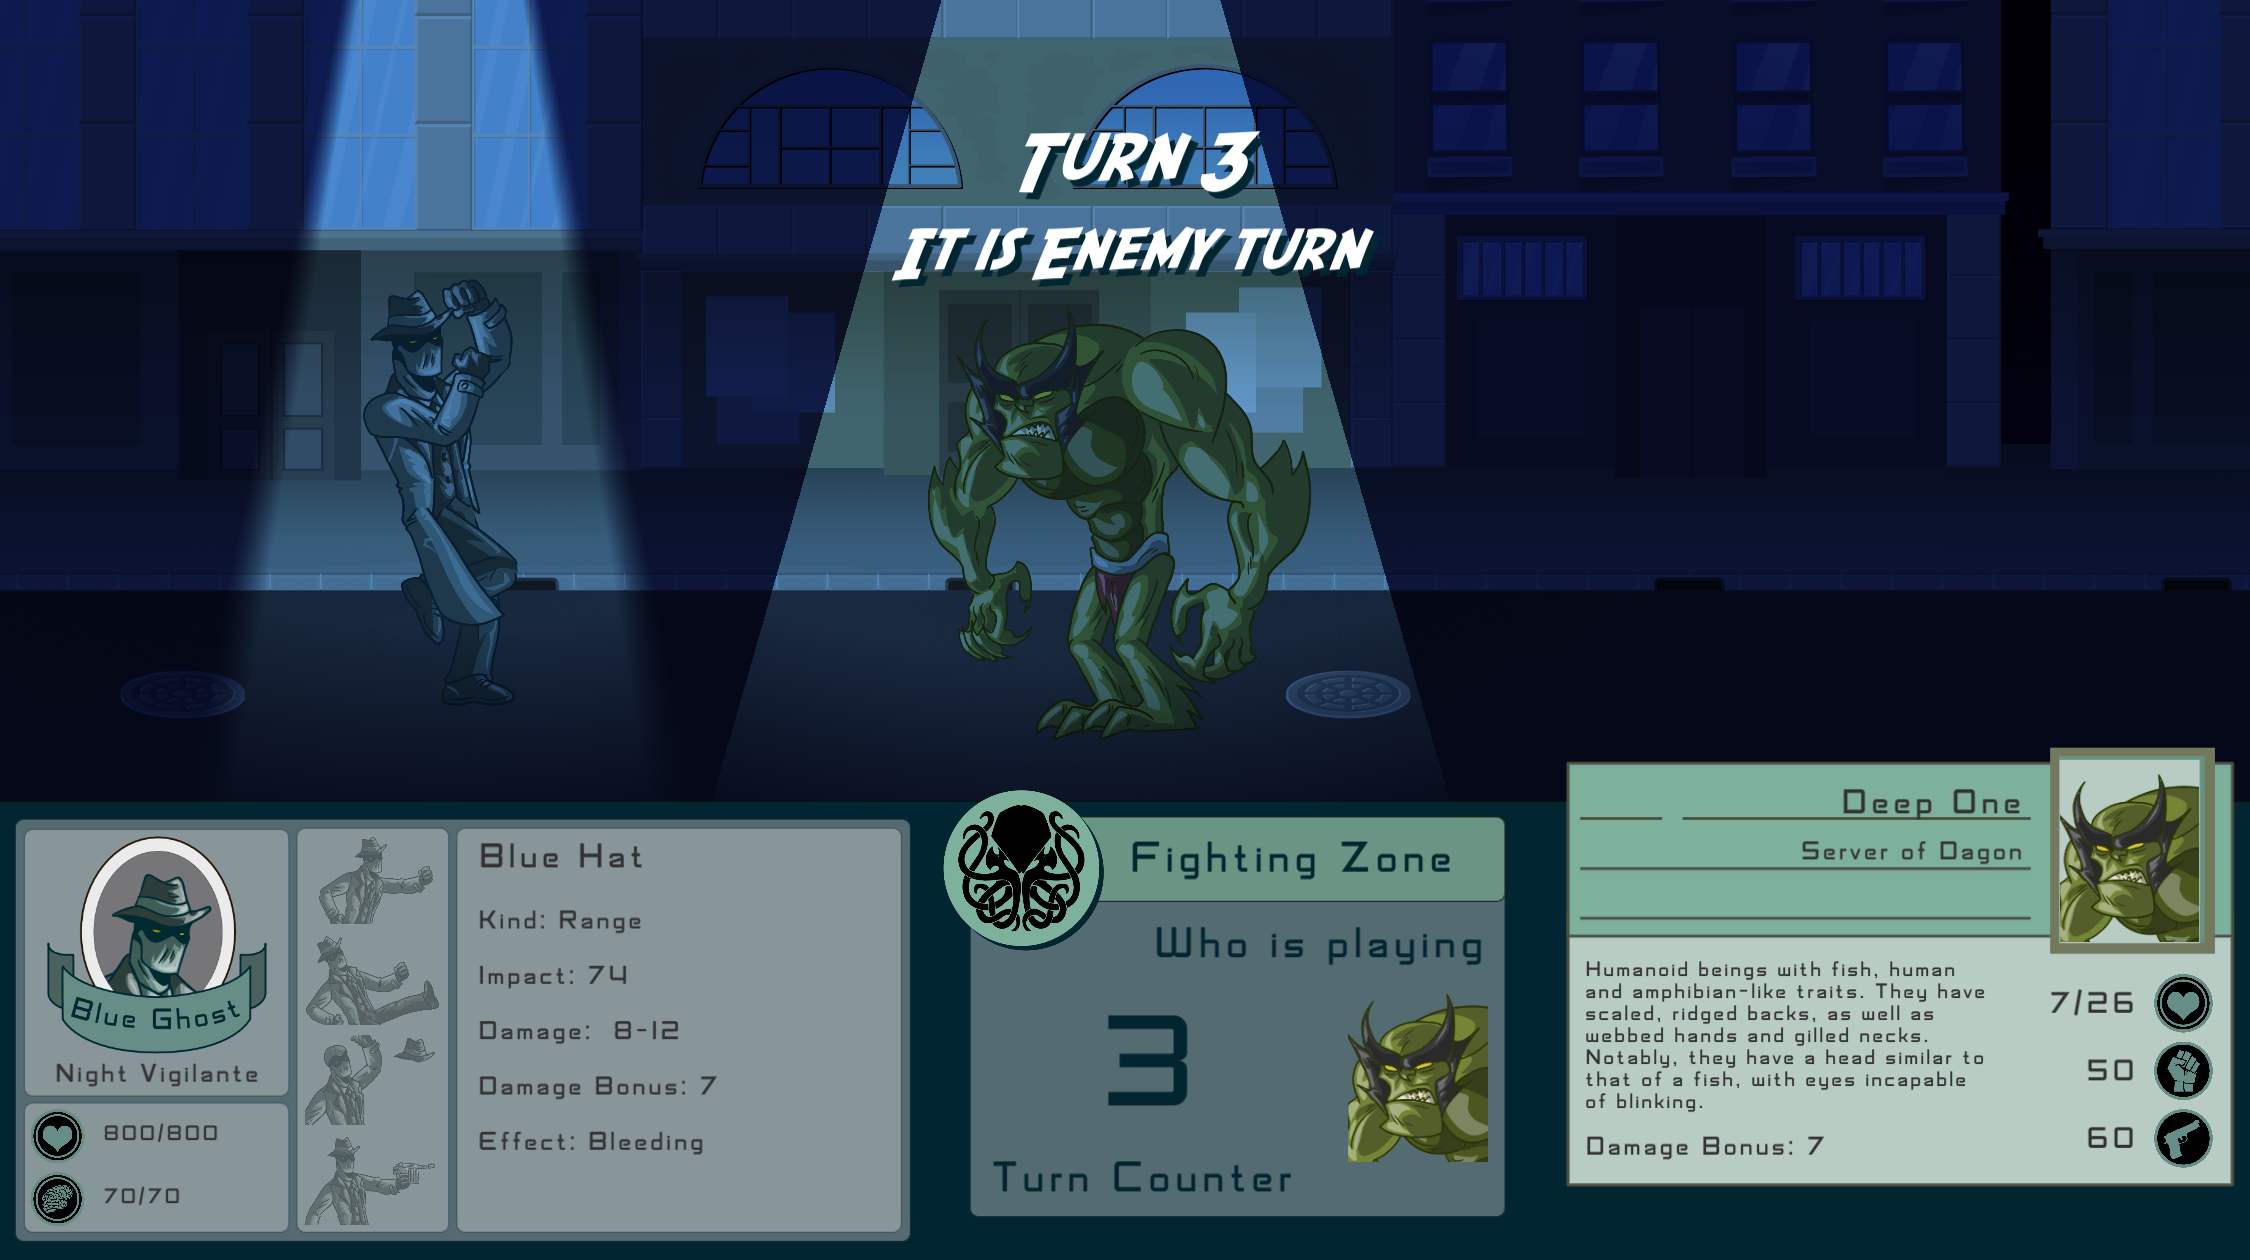 Turn 3
It is Enemy turn
Blue Ghost
Night Vigilante
800/800
70/70
Blue Hat
Kind: Range
Impact: 74
Damage: 8-12
Damage Bonus: 7
Effect: Bleeding
Fighting Zone
Who is playing
3
Turn Counter
Deep One
Server of Dagon
Humanoid beings with fish, human
and amphibian-like traits. They have
scaled, ridged backs, as well as
webbed hands and gilled necks.
Notably, they have a head similar to
that of a fish, with eyes incapable
of blinking.
Damage Bonus: 7
7/26
50
60